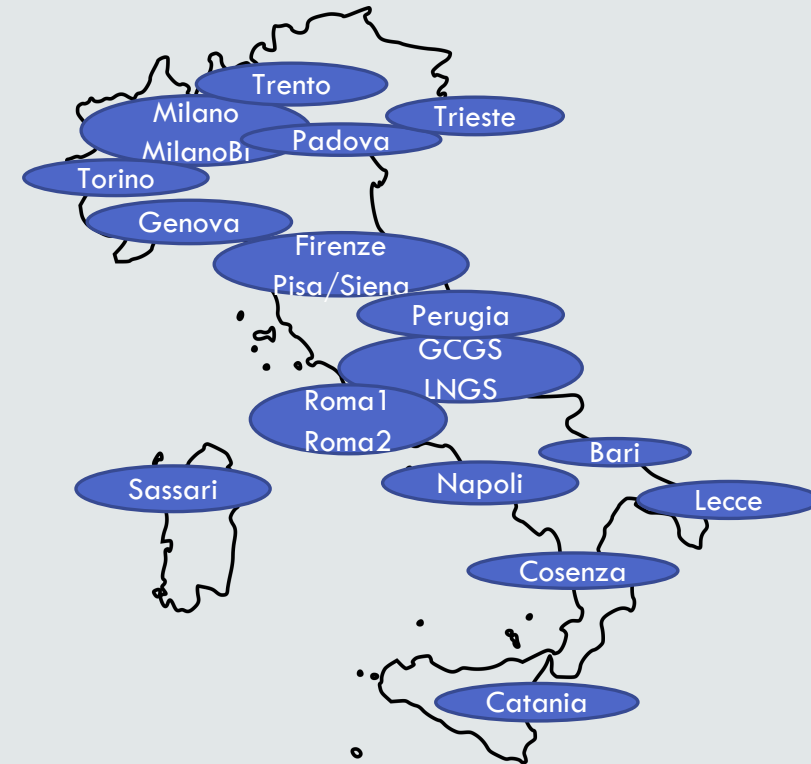 Trento
Milano
MilanoBi
Trieste
Padova
Torino
Genova
Firenze
Pisa/Siena
Perugia
GCGS
LNGS
Roma1
Roma2
Bari
Sassari
Napoli
Lecce
Cosenza
Catania